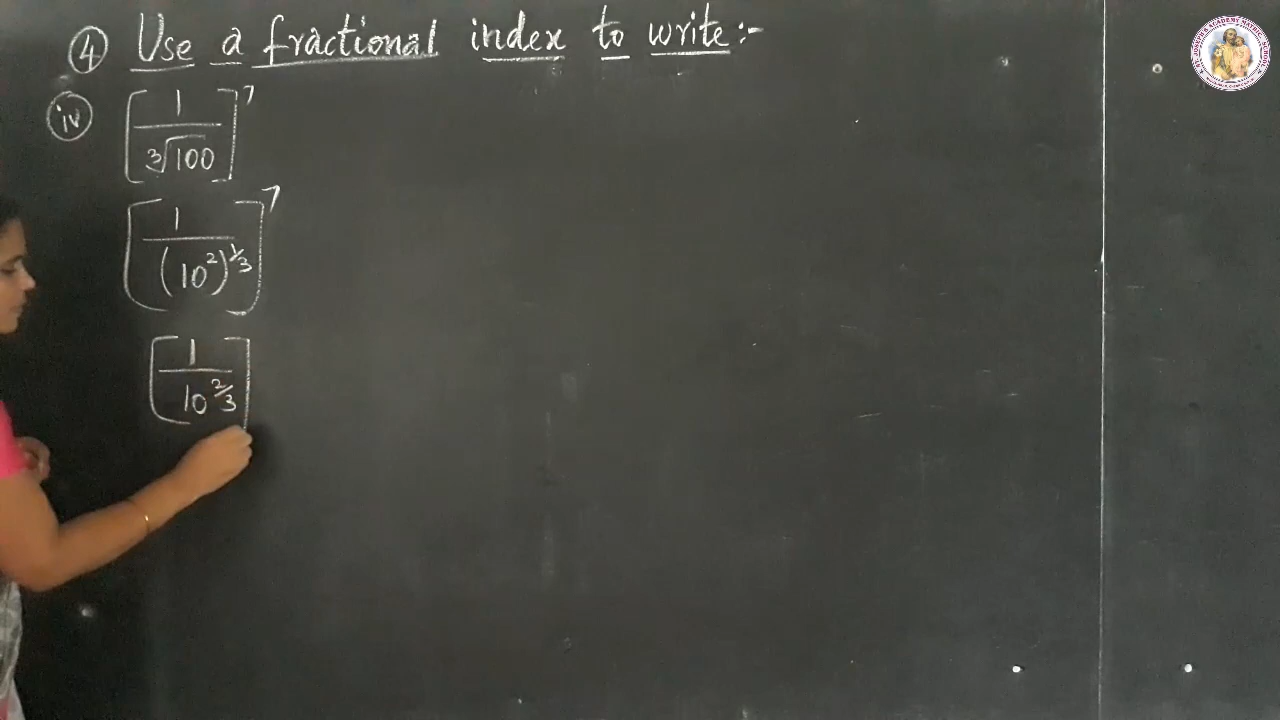 ④ Use a fractional index to write:-
(iv) [1/∛100]⁷
[1/(10²)^⅓]⁷
[1/10^⅔]